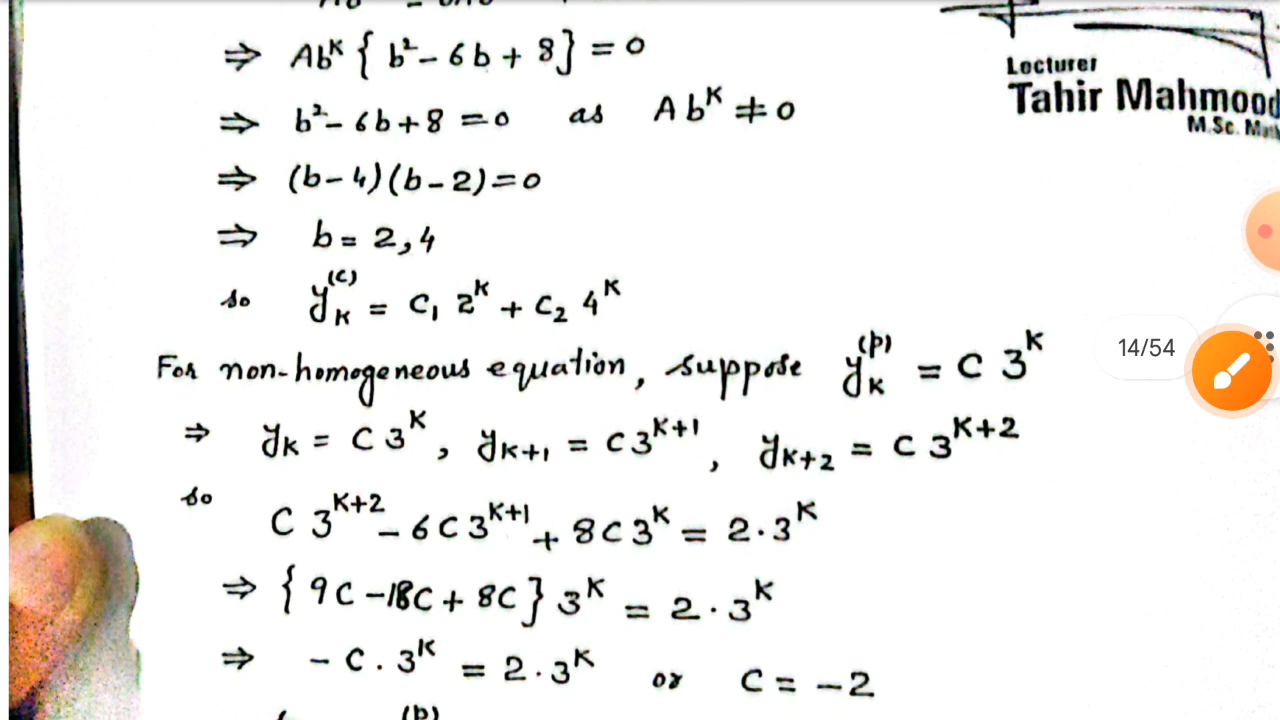 ⇒ Ab^K { b² - 6b + 8 } = 0
⇒ b² - 6b + 8 = 0 as Ab^K ≠ 0
⇒ (b - 4)(b - 2) = 0
⇒ b = 2, 4
so y_K^(c) = C₁ 2^K + C₂ 4^K
For non-homogeneous equation, suppose y_K^(p) = C 3^K
⇒ y_K = C 3^K, y_K+1 = C 3^K+1, y_K+2 = C 3^K+2
so C 3^K+2 - 6C 3^K+1 + 8C 3^K = 2·3^K
⇒ { 9C - 18C + 8C } 3^K = 2·3^K
⇒ - C·3^K = 2·3^K or C = -2
(p)
Lecturer
Tahir Mahmood
M.Sc.
14/54